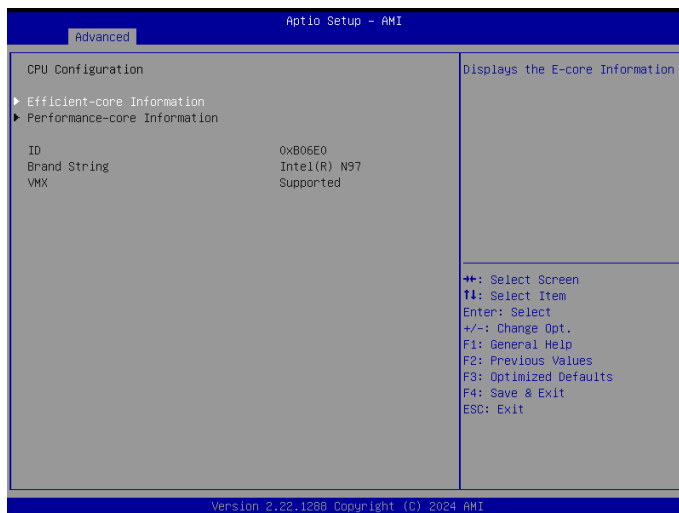 Aptio Setup – AMI
Advanced
CPU Configuration
Displays the E-core Information
Efficient-core Information
Performance-core Information
ID 0xB06E0
Brand String Intel(R) N97
VMX Supported
→←: Select Screen
↑↓: Select Item
Enter: Select
+/-: Change Opt.
F1: General Help
F2: Previous Values
F3: Optimized Defaults
F4: Save & Exit
ESC: Exit
Version 2.22.1288 Copyright (C) 2024 AMI